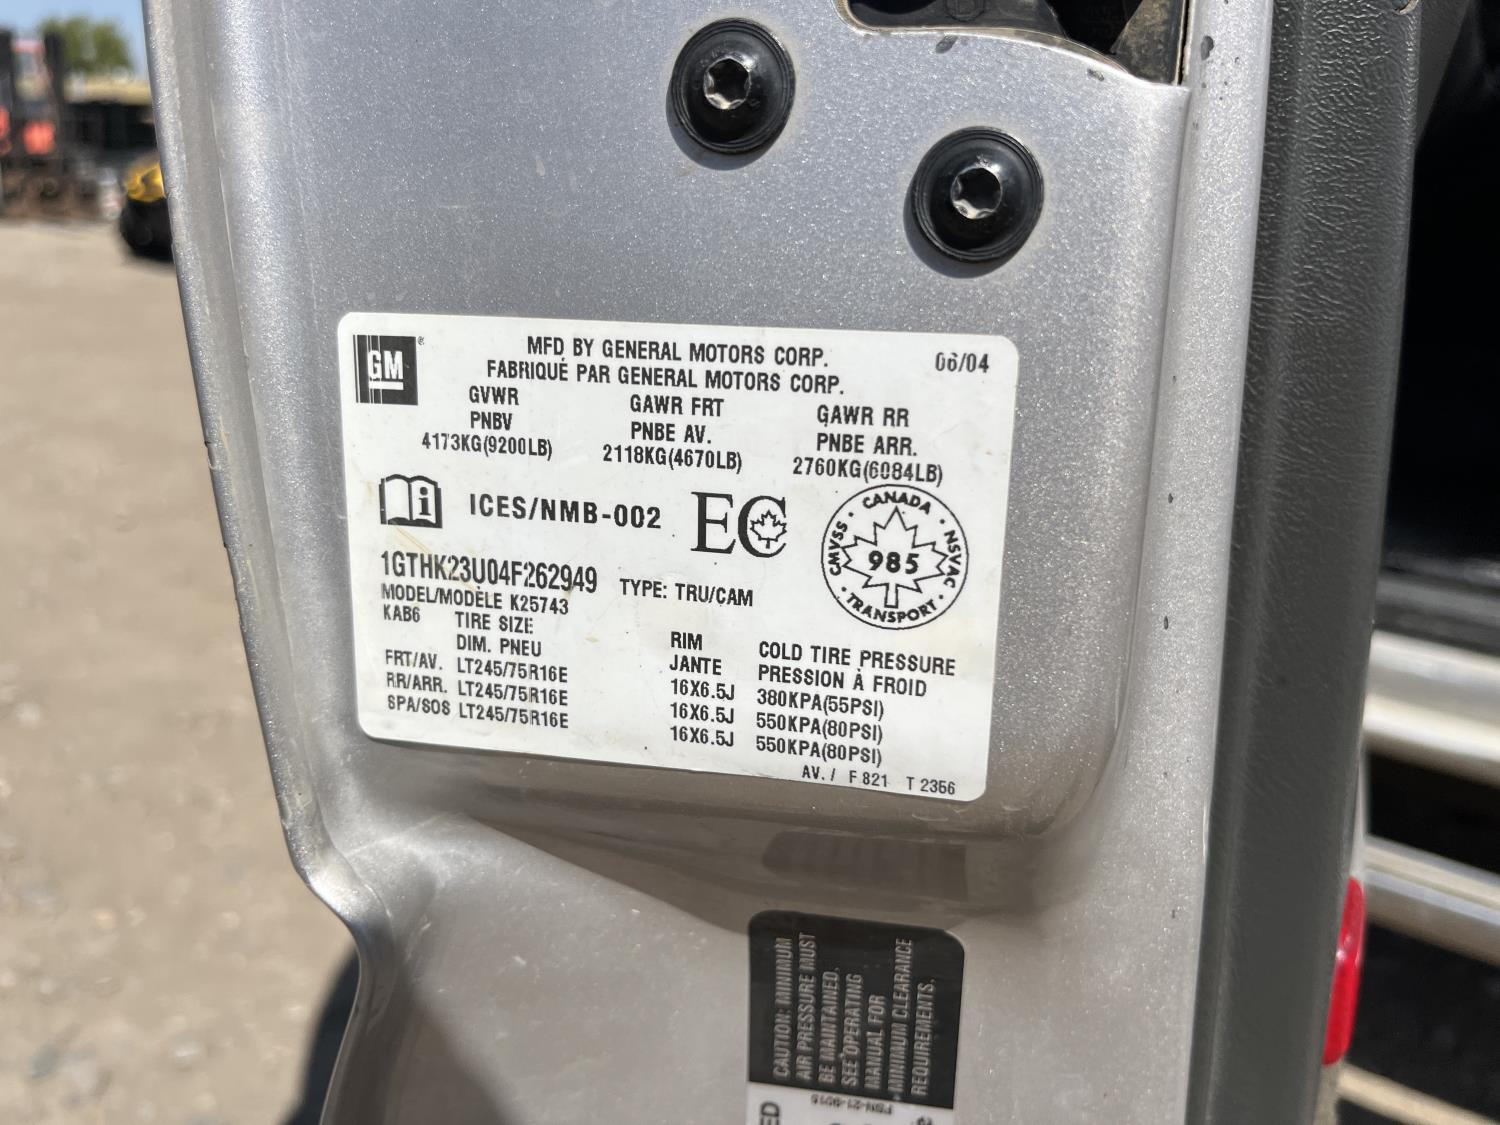 GM
MFD BY GENERAL MOTORS CORP. 06/04
FABRIQUÉ PAR GENERAL MOTORS CORP.
GVWR GAWR FRT GAWR RR
PNBV PNBE AV. PNBE ARR.
4173KG(9200LB) 2118KG(4670LB) 2760KG(6084LB)
ICES/NMB-002 EC
CANADA
CMVSS 985 NSVAC
TRANSPORT
1GTHK23U04F262949 TYPE: TRU/CAM
MODEL/MODÈLE K25743
KAB6 TIRE SIZE RIM COLD TIRE PRESSURE
DIM. PNEU JANTE PRESSION À FROID
FRT/AV. LT245/75R16E 16X6.5J 380KPA(55PSI)
RR/ARR. LT245/75R16E 16X6.5J 550KPA(80PSI)
SPA/SOS LT245/75R16E 16X6.5J 550KPA(80PSI)
AV. / F 821 T 2356
CAUTION: MINIMUM
AIR PRESSURE MUST
BE MAINTAINED.
SEE OPERATING
MANUAL FOR
MINIMUM CLEARANCE
REQUIREMENTS.